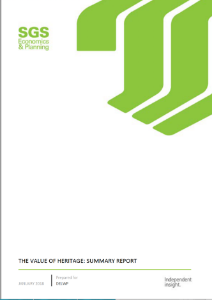 SGS
Economics
& Planning
THE VALUE OF HERITAGE: SUMMARY REPORT
Prepared for
Independent
insight.